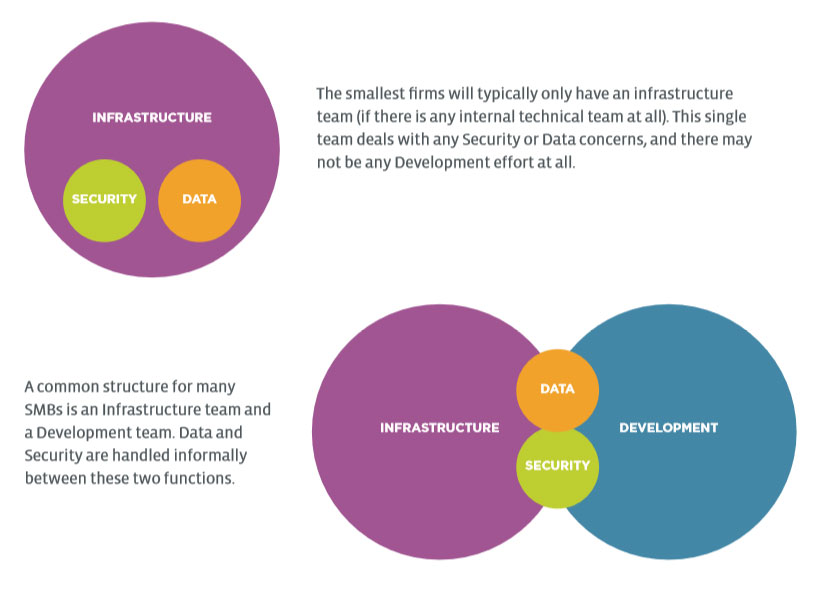 INFRASTRUCTURE
SECURITY
DATA
The smallest firms will typically only have an infrastructure
team (if there is any internal technical team at all). This single
team deals with any Security or Data concerns, and there may
not be any Development effort at all.
A common structure for many
SMBs is an Infrastructure team and
a Development team. Data and
Security are handled informally
between these two functions.
DATA
INFRASTRUCTURE
DEVELOPMENT
SECURITY